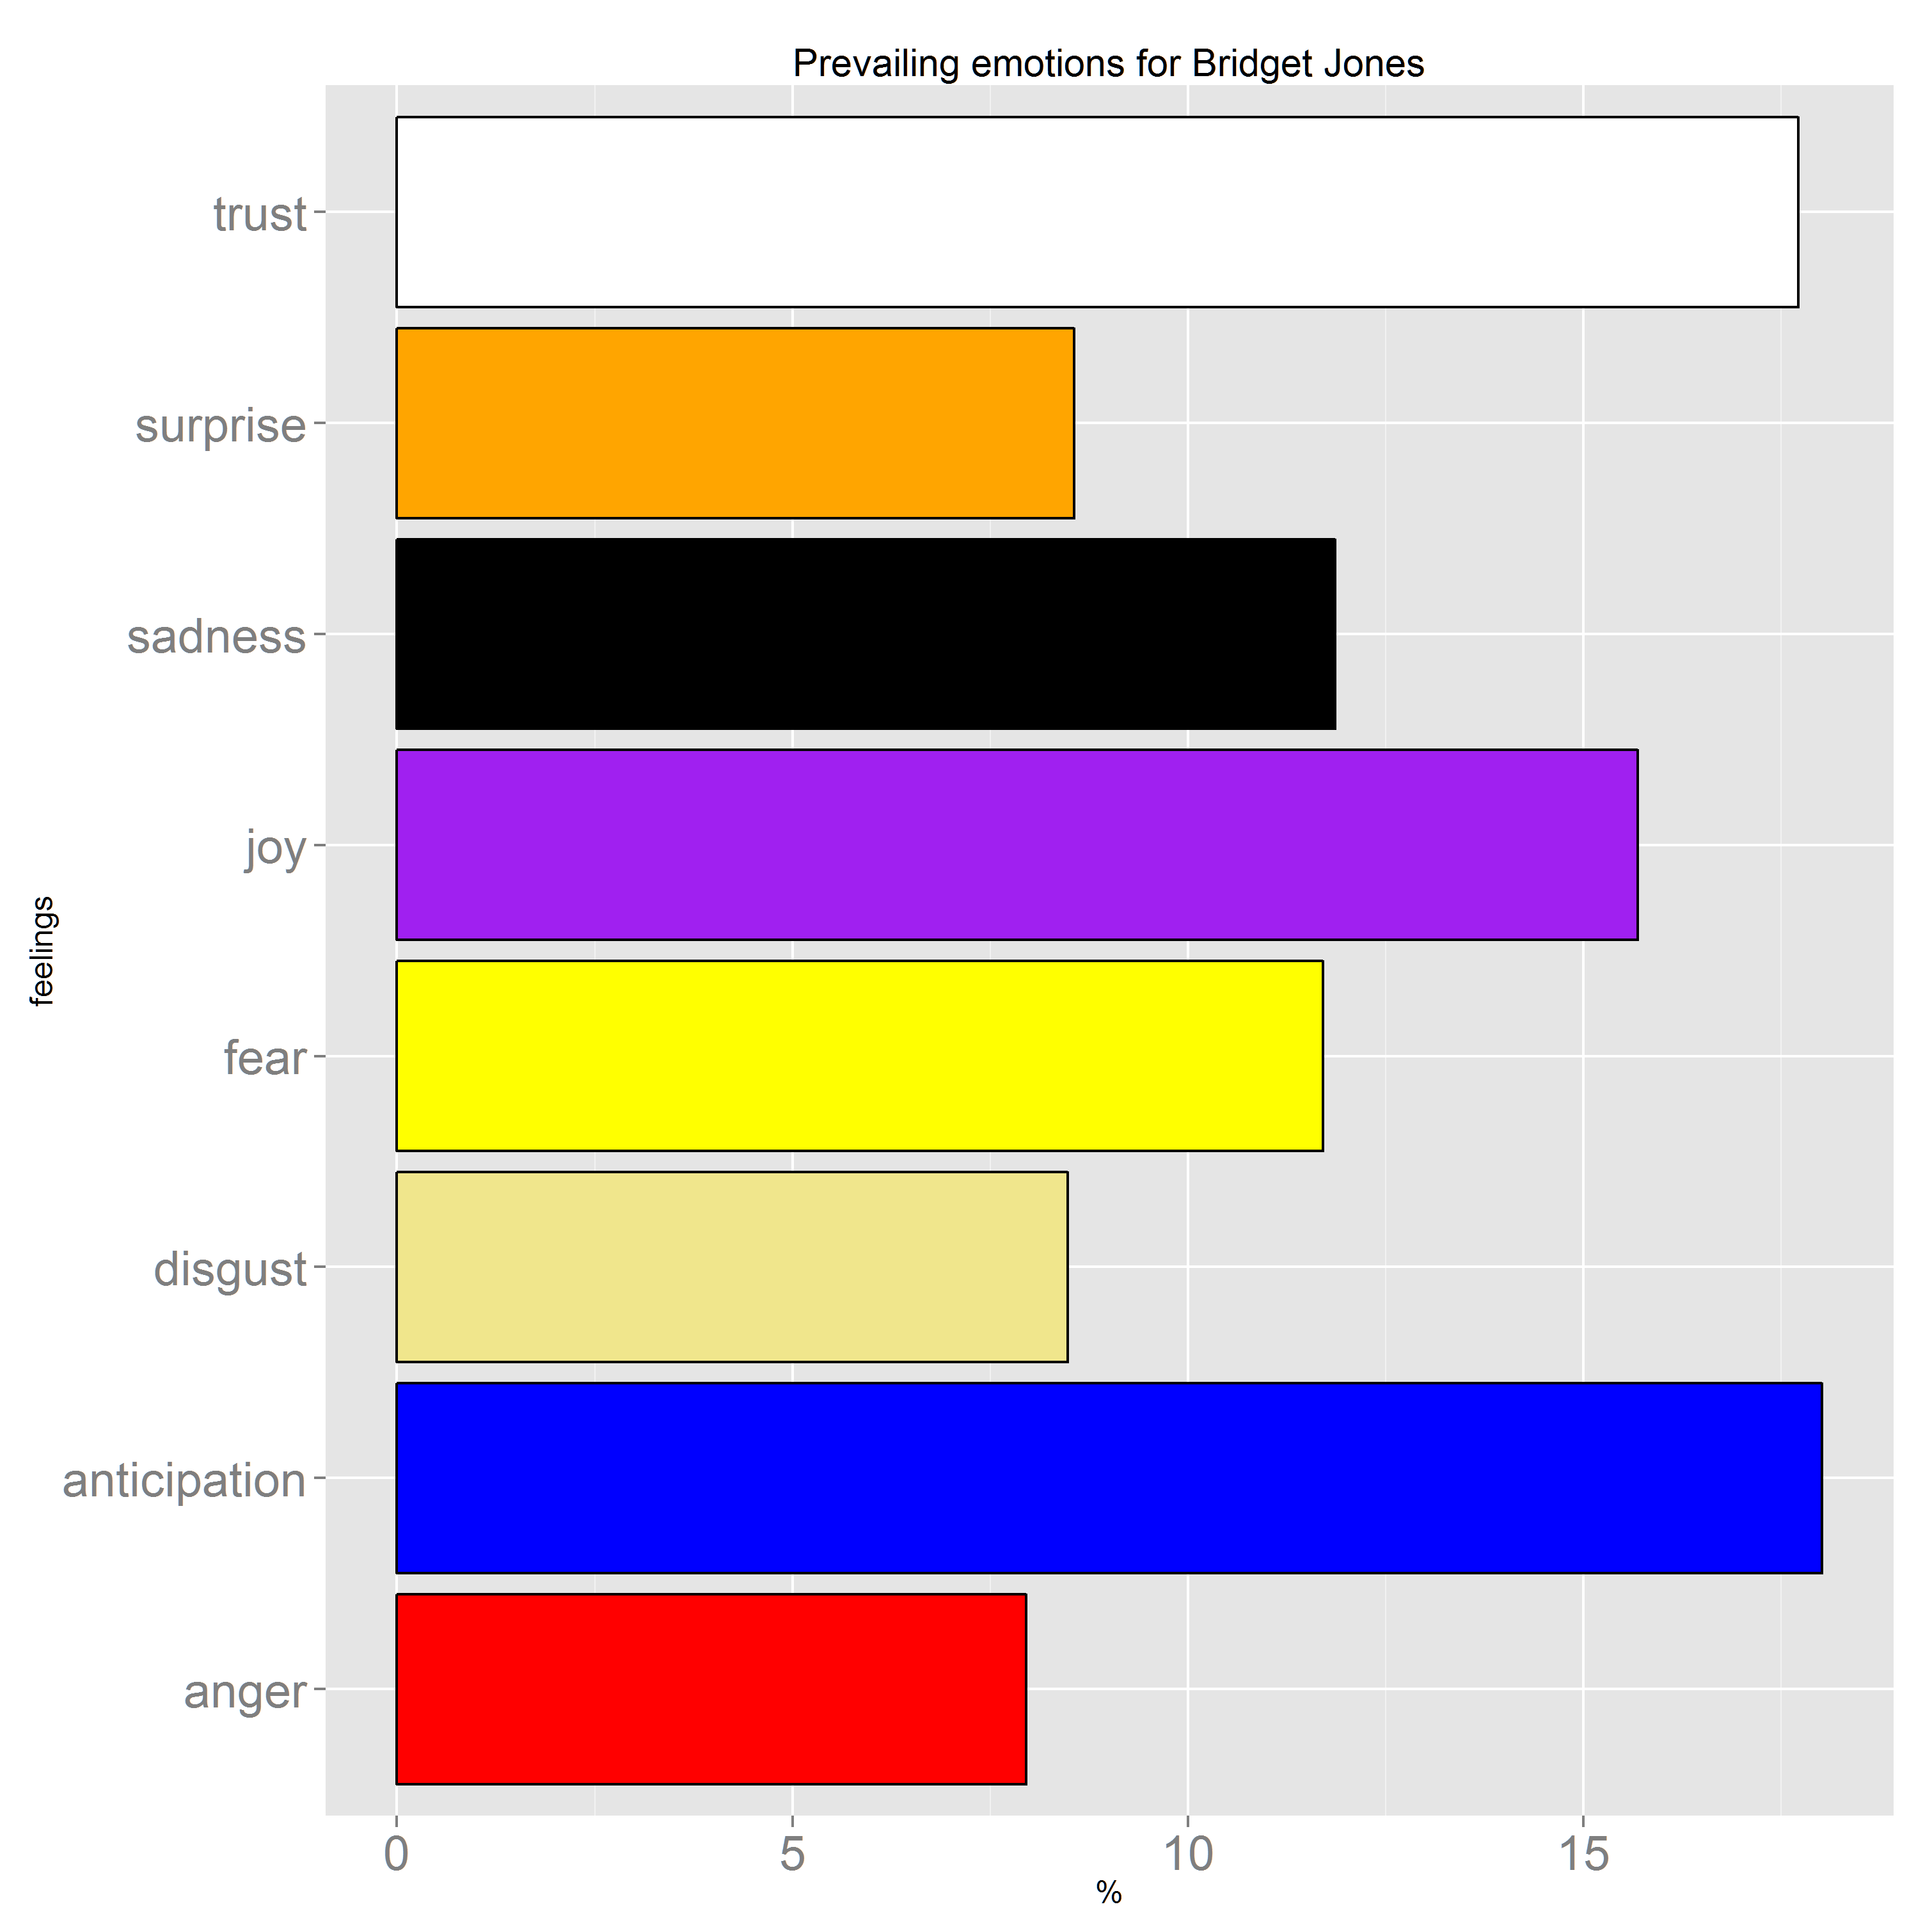 Prevailing emotions for Bridget Jones
trust
surprise
sadness
joy
feelings
fear
disgust
anticipation
anger
0 5 10 15
%